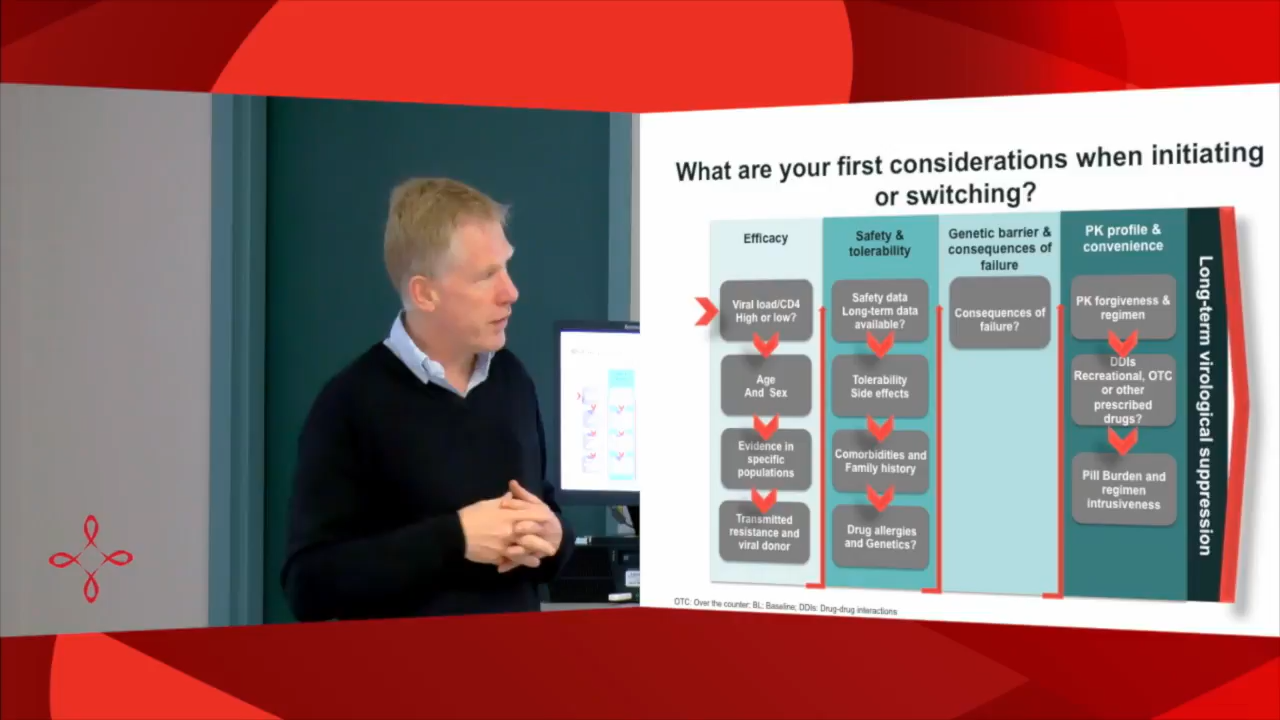 What are your first considerations when initiating
or switching?
Efficacy
Viral load/CD4
High or low?
Age
And Sex
Evidence in
specific
populations
Transmitted
resistance and
viral donor
Safety &
tolerability
Safety data
Long-term data
available?
Tolerability
Side effects
Comorbidities and
Family history
Drug allergies
and Genetics?
Genetic barrier &
consequences of
failure
Consequences of
failure?
PK profile &
convenience
PK forgiveness &
regimen
DDIs
Recreational, OTC
or other
prescribed
drugs?
Pill Burden and
regimen
intrusiveness
Long-term virological suppression
OTC: Over the counter; BL; Baseline; DDIs: Drug-drug interactions